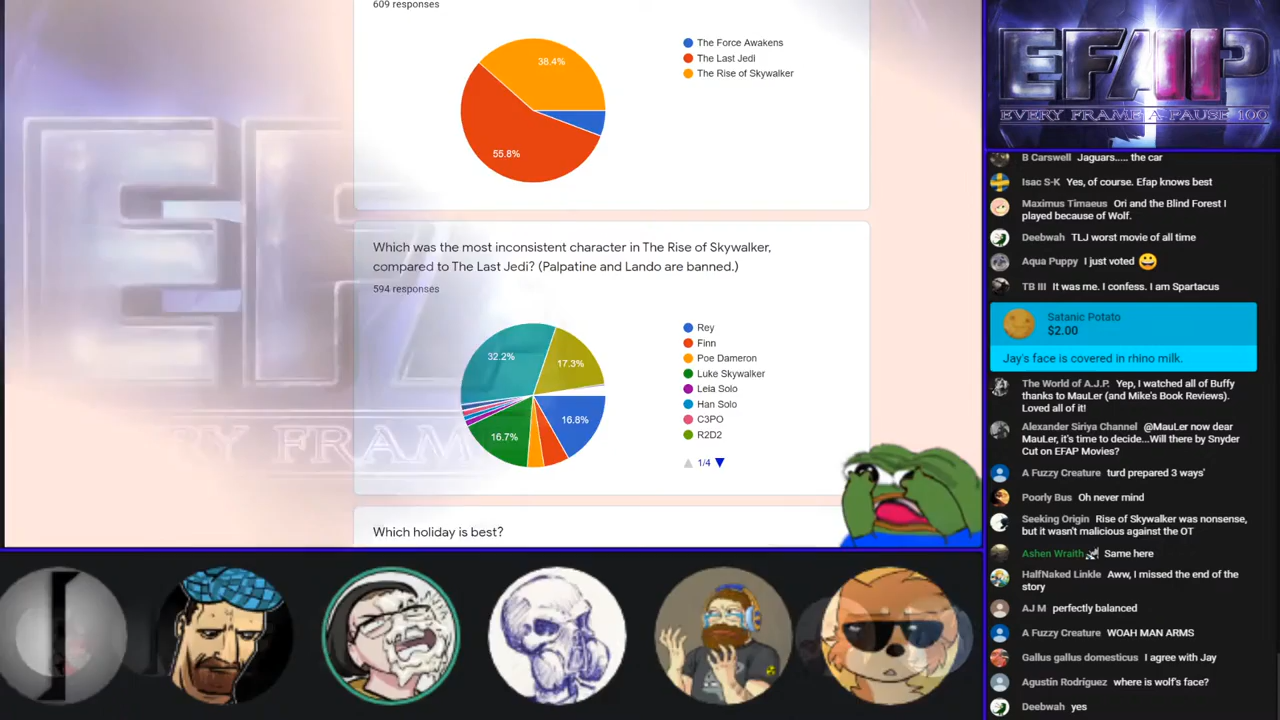 609 responses
38.4%
55.8%
The Force Awakens
The Last Jedi
The Rise of Skywalker
Which was the most inconsistent character in The Rise of Skywalker,
compared to The Last Jedi? (Palpatine and Lando are banned.)
594 responses
32.2%
17.3%
16.8%
16.7%
Rey
Finn
Poe Dameron
Luke Skywalker
Leia Solo
Han Solo
C3PO
R2D2
1/4
Which holiday is best?
EFAP
EVERY FRAME A PAUSE 100
B Carswell Jaguars..... the car
Isac S-K Yes, of course. Efap knows best
Maximus Timaeus Ori and the Blind Forest I
played because of Wolf.
Deebwah TLJ worst movie of all time
Aqua Puppy I just voted 😀
TB III It was me. I confess. I am Spartacus
Satanic Potato
$2.00
Jay's face is covered in rhino milk.
The World of A.J.P. Yep, I watched all of Buffy
thanks to MauLer (and Mike's Book Reviews).
Loved all of it!
Alexander Siriya Channel @MauLer now dear
MauLer, it's time to decide...Will there by Snyder
Cut on EFAP Movies?
A Fuzzy Creature turd prepared 3 ways'
Poorly Bus Oh never mind
Seeking Origin Rise of Skywalker was nonsense,
but it wasn't malicious against the OT
Ashen Wraith Same here
HalfNaked Linkle Aww, I missed the end of the
story
AJ M perfectly balanced
A Fuzzy Creature WOAH MAN ARMS
Gallus gallus domesticus I agree with Jay
Agustín Rodríguez where is wolf's face?
Deebwah yes